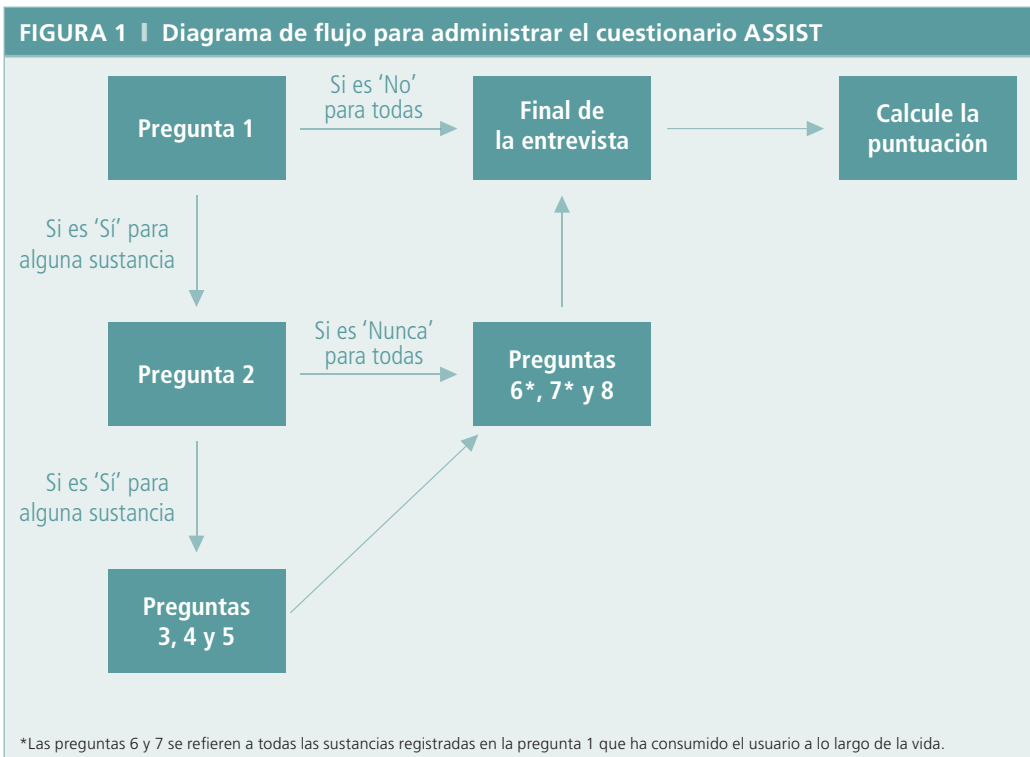 FIGURA 1 | Diagrama de flujo para administrar el cuestionario ASSIST
Pregunta 1
Si es ‘No’
para todas
Final de
la entrevista
Calcule la
puntuación
Si es ‘Sí’ para
alguna sustancia
Pregunta 2
Si es ‘Nunca’
para todas
Preguntas
6*, 7* y 8
Si es ‘Sí’ para
alguna sustancia
Preguntas
3, 4 y 5
*Las preguntas 6 y 7 se refieren a todas las sustancias registradas en la pregunta 1 que ha consumido el usuario a lo largo de la vida.